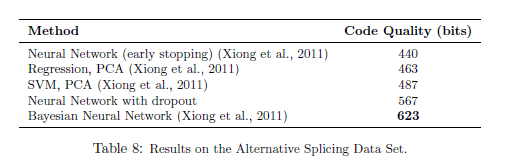 Method Code Quality (bits)
Neural Network (early stopping) (Xiong et al., 2011) 440
Regression, PCA (Xiong et al., 2011) 463
SVM, PCA (Xiong et al., 2011) 487
Neural Network with dropout 567
Bayesian Neural Network (Xiong et al., 2011) 623
Table 8: Results on the Alternative Splicing Data Set.